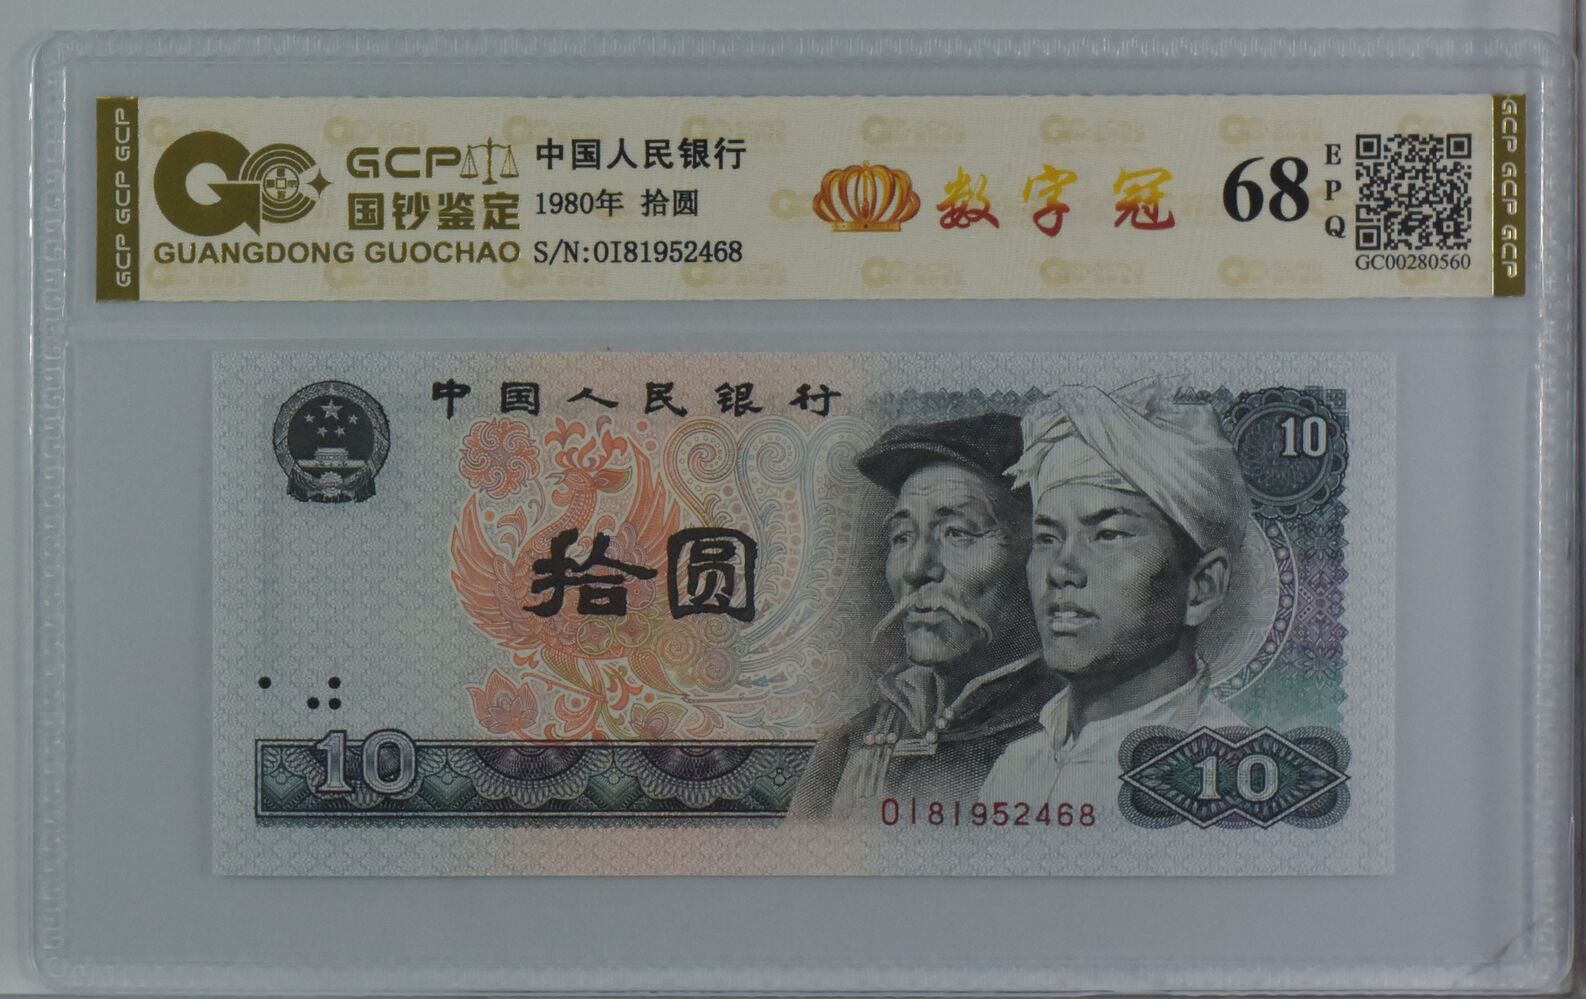 GCP GCP GCP
GCP
国钞鉴定
GUANGDONG GUOCHAO
中国人民银行
1980年 拾圆
S/N:OI81952468
数字冠
68
EPQ
GC00280560
GCP GCP GCP
中国人民银行
10
拾圆
10
OI81952468
10